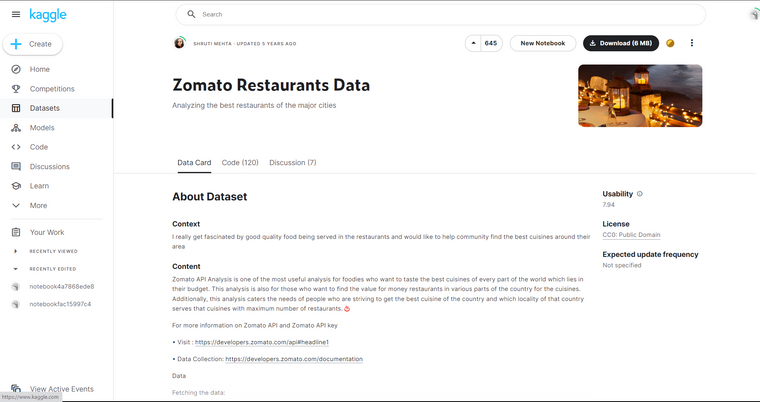 kaggle
Search
Create
Home
Competitions
Datasets
Models
Code
Discussions
Learn
More
Your Work
RECENTLY VIEWED
RECENTLY EDITED
notebook4a7868ede8
notebookfac15997c4
View Active Events
https://www.kaggle.com
SHRUTI MEHTA · UPDATED 5 YEARS AGO
645
New Notebook
Download (6 MB)
Zomato Restaurants Data
Analyzing the best restaurants of the major cities
Data Card
Code (120)
Discussion (7)
About Dataset
Context
I really get fascinated by good quality food being served in the restaurants and would like to help community find the best cuisines around their
area
Content
Zomato API Analysis is one of the most useful analysis for foodies who want to taste the best cuisines of every part of the world which lies in
their budget. This analysis is also for those who want to find the value for money restaurants in various parts of the country for the cuisines.
Additionally, this analysis caters the needs of people who are striving to get the best cuisine of the country and which locality of that country
serves that cuisines with maximum number of restaurants.♨️
For more information on Zomato API and Zomato API key
• Visit : https://developers.zomato.com/api#headline1
• Data Collection: https://developers.zomato.com/documentation
Data
Fetching the data:
Usability
7.94
License
CC0: Public Domain
Expected update frequency
Not specified